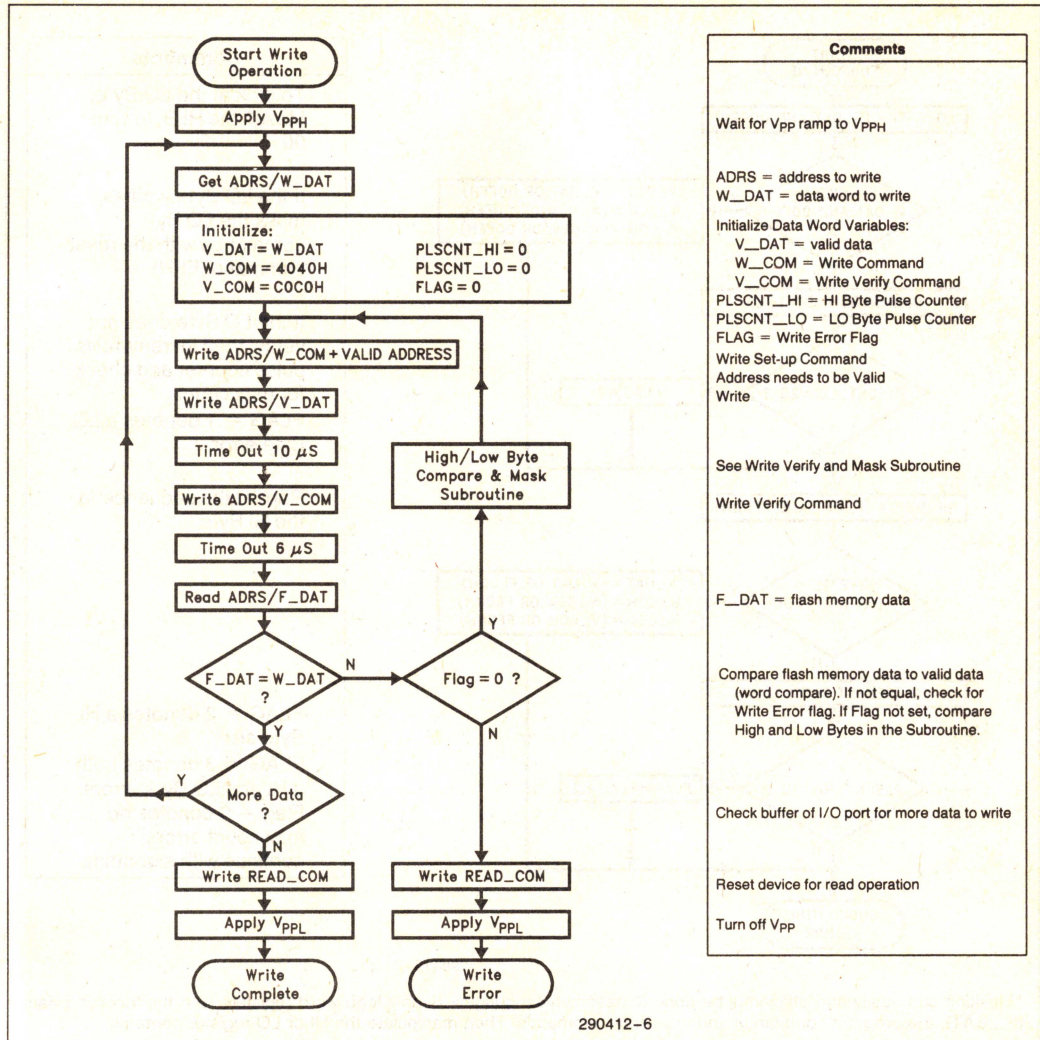 Start Write
Operation
Apply VPPH
Get ADRS/W_DAT
Initialize:
V_DAT = W_DAT PLSCNT_HI = 0
W_COM = 4040H PLSCNT_LO = 0
V_COM = C0C0H FLAG = 0
Write ADRS/W_COM + VALID ADDRESS
Write ADRS/V_DAT
Time Out 10 μS
High/Low Byte
Compare & Mask
Subroutine
Write ADRS/V_COM
Time Out 6 μS
Read ADRS/F_DAT
F_DAT = W_DAT
?
N
Y
Flag = 0 ?
Y
N
More Data
?
Y
N
Write READ_COM
Write READ_COM
Apply VPPL
Apply VPPL
Write
Complete
Write
Error
Comments
Wait for VPP ramp to VPPH
ADRS = address to write
W__DAT = data word to write
Initialize Data Word Variables:
V__DAT = valid data
W__COM = Write Command
V__COM = Write Verify Command
PLSCNT__HI = HI Byte Pulse Counter
PLSCNT__LO = LO Byte Pulse Counter
FLAG = Write Error Flag
Write Set-up Command
Address needs to be Valid
Write
See Write Verify and Mask Subroutine
Write Verify Command
F__DAT = flash memory data
Compare flash memory data to valid data
(word compare). If not equal, check for
Write Error flag. If Flag not set, compare
High and Low Bytes in the Subroutine.
Check buffer of I/O port for more data to write
Reset device for read operation
Turn off VPP
290412-6